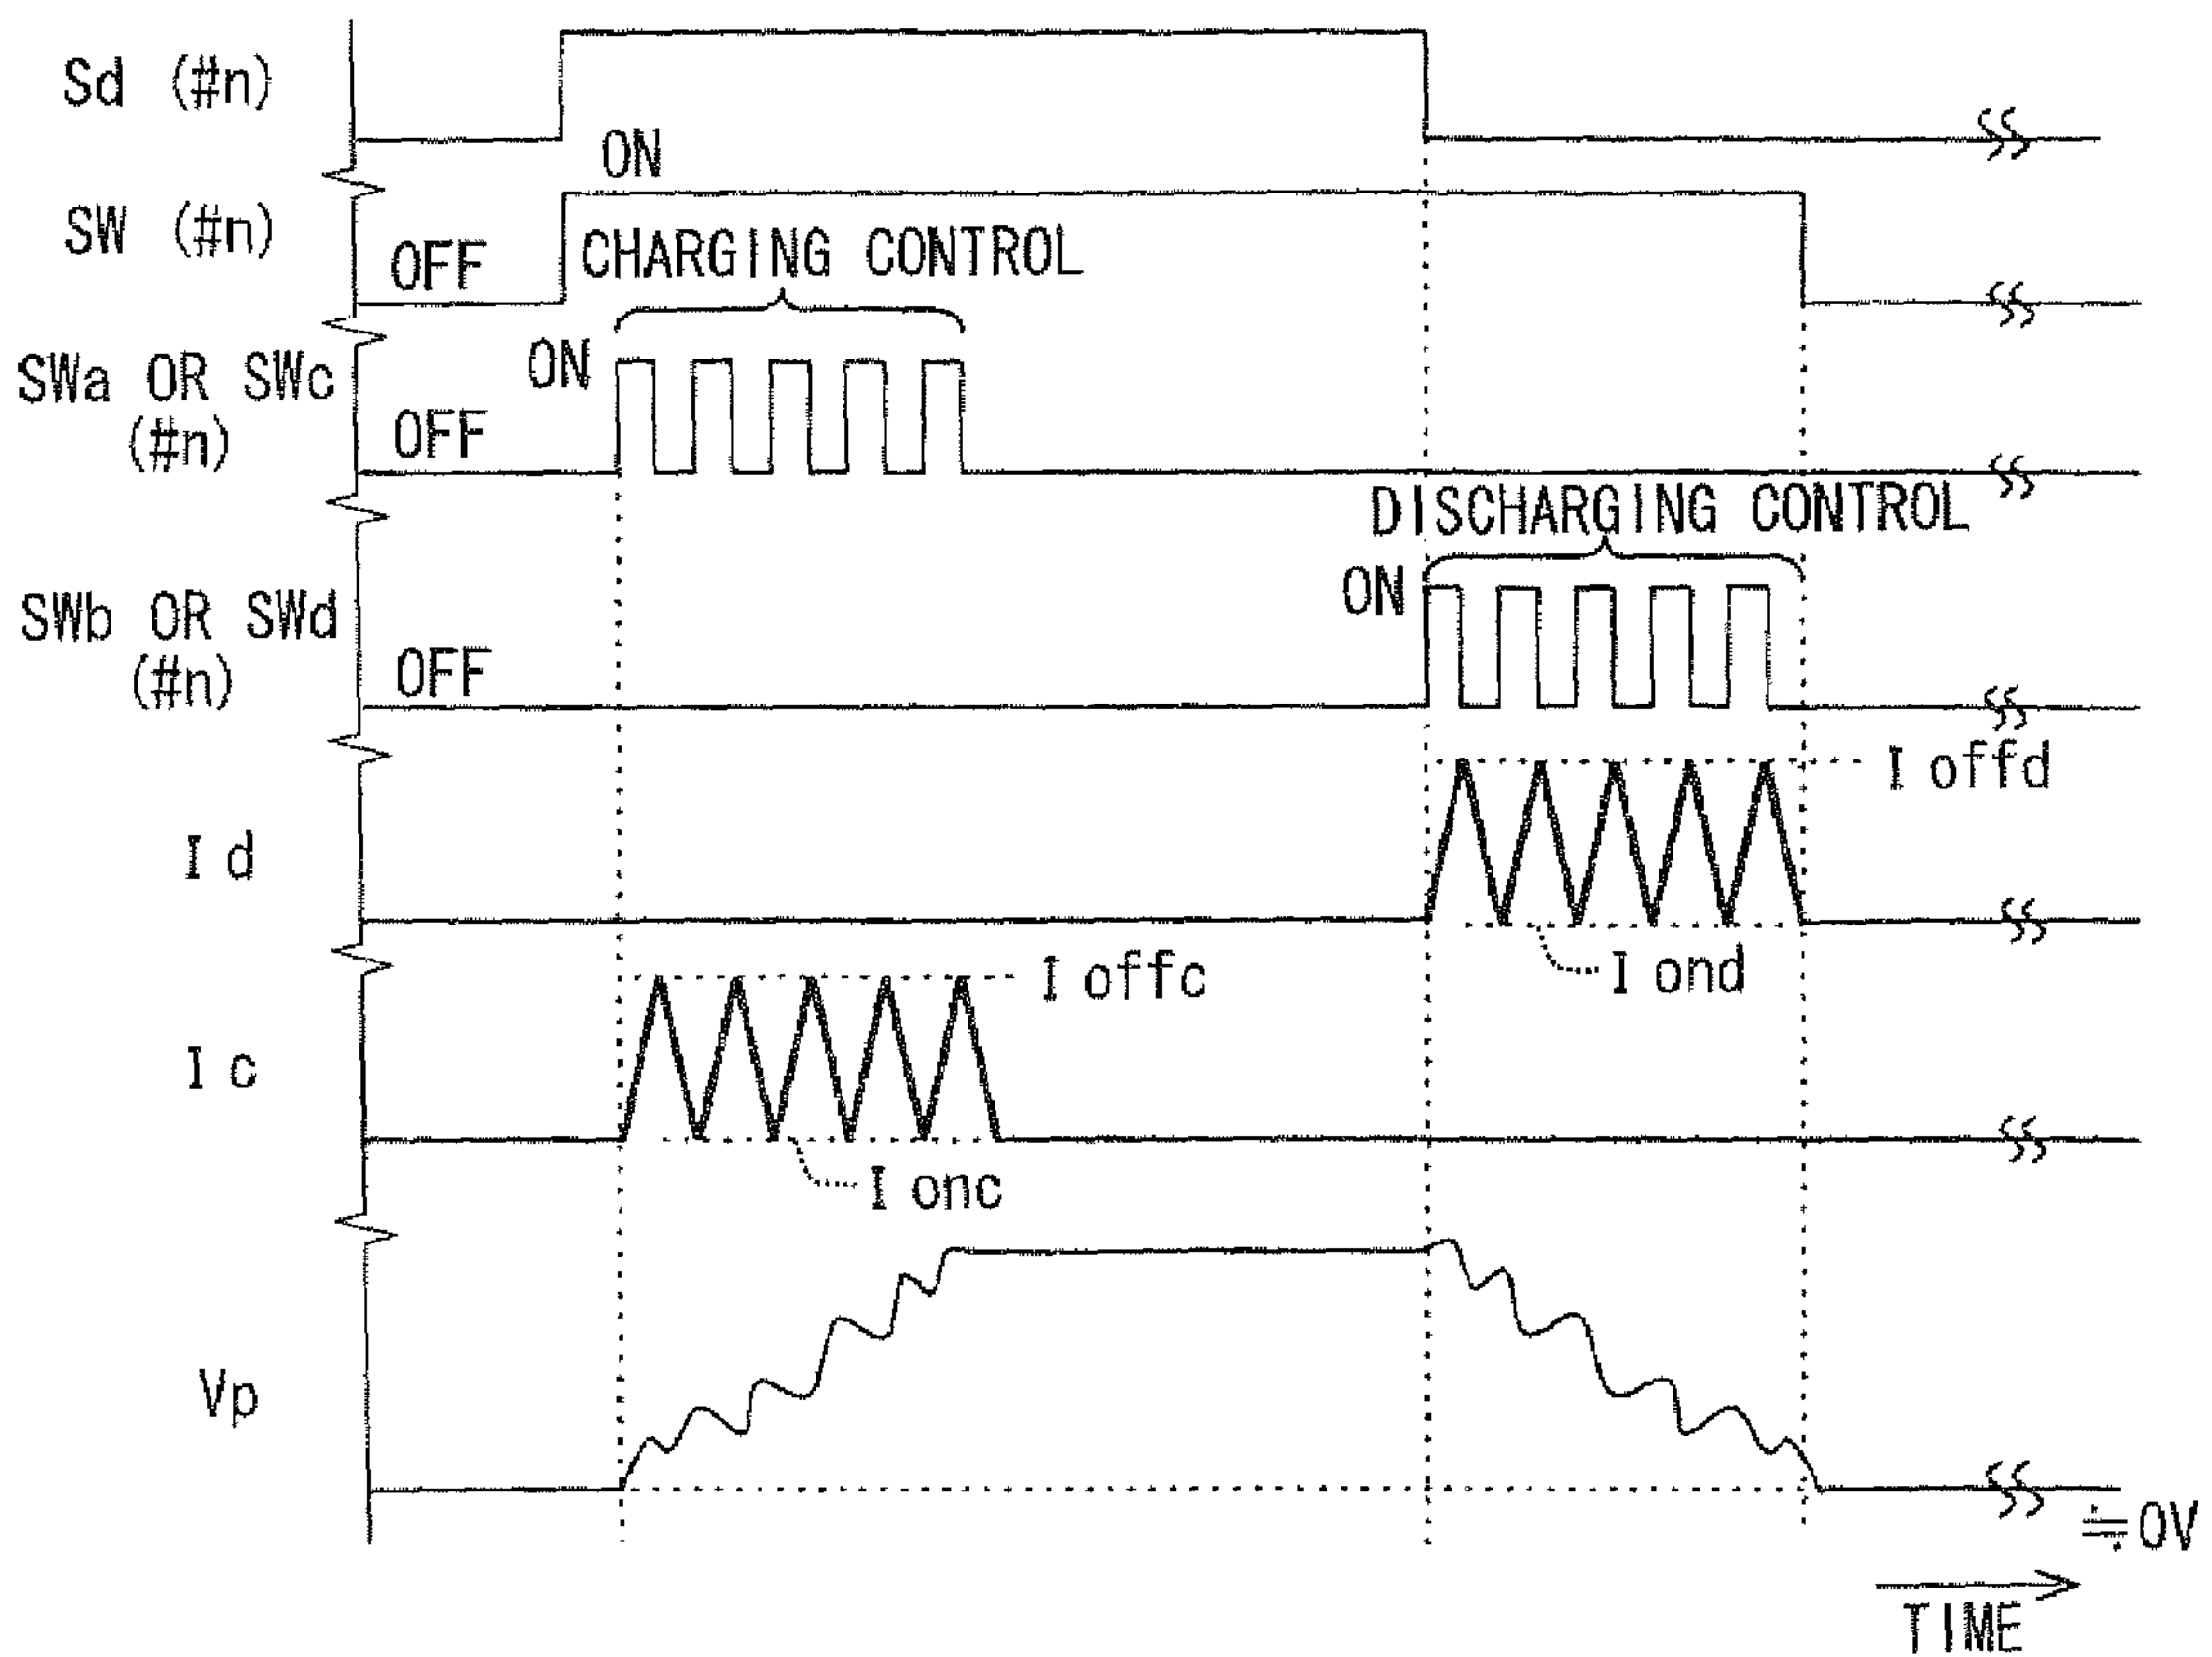 Sd (#n)
ON
SW (#n)
OFF
CHARGING CONTROL
ON
SWa OR SWc
(#n)
OFF
DISCHARGING CONTROL
ON
SWb OR SWd
(#n)
OFF
I offd
I d
I ond
I offc
I c
I onc
Vp
≒0V
TIME